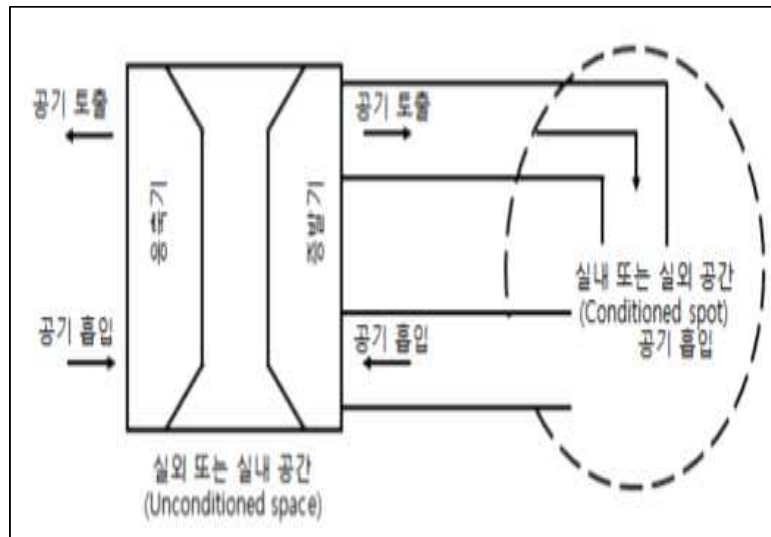 공기 토출
공기 토출
응축기
증발기
실내 또는 실외 공간
(Conditioned spot)
공기 흡입
공기 흡입
공기 흡입
실외 또는 실내 공간
(Unconditioned space)